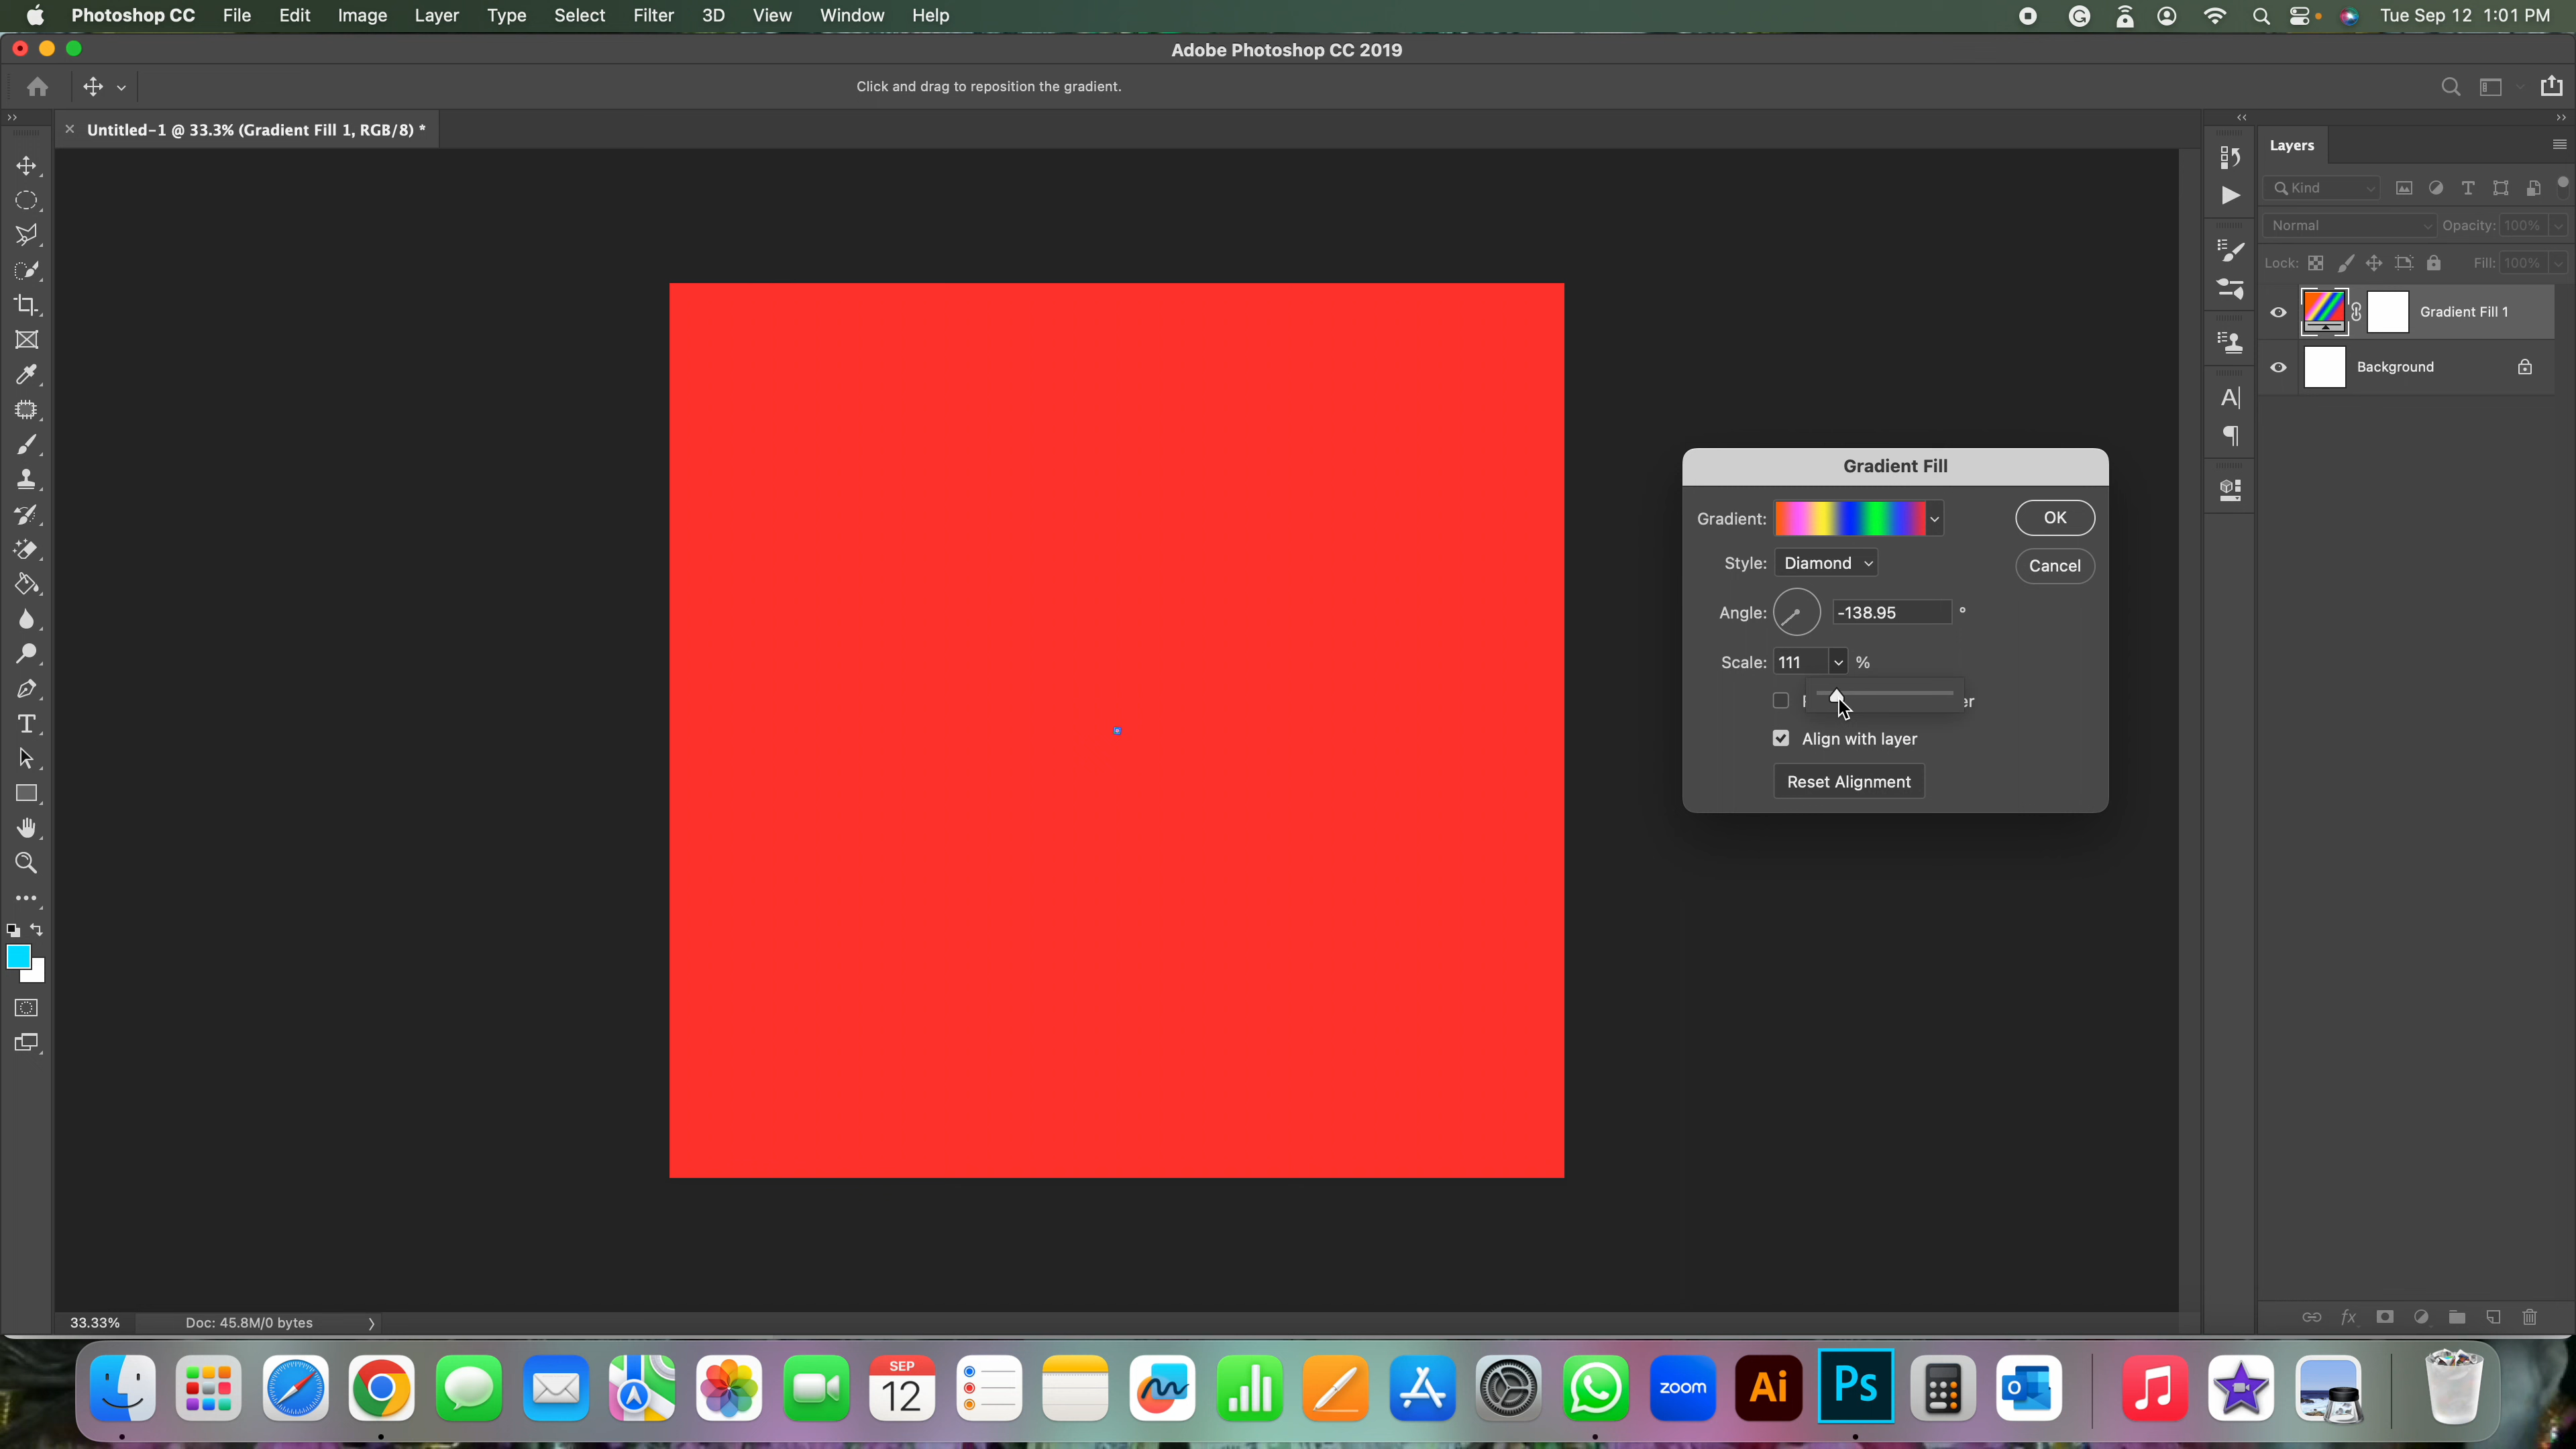 Photoshop CC File Edit Image Layer Type Select Filter 3D View Window Help Tue Sep 12 1:01 PM
Adobe Photoshop CC 2019
Click and drag to reposition the gradient.
Untitled-1 @ 33.3% (Gradient Fill 1, RGB/8) *
Layers
Kind
Normal Opacity: 100%
Lock: Fill: 100%
Gradient Fill 1
Background
Gradient Fill
Gradient: OK
Style: Diamond
Cancel
Angle: -138.95 °
Scale: 111 %
Align with layer
Reset Alignment
33.33% Doc: 45.8M/0 bytes
SEP
12
zoom
Ai
Ps